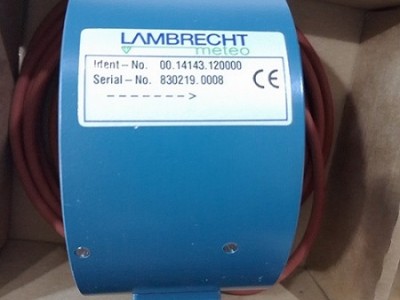 LAMBRECHT
meteo
Ident-No. 00.14143.120000
Serial-No. 830219.0008
CE
------->